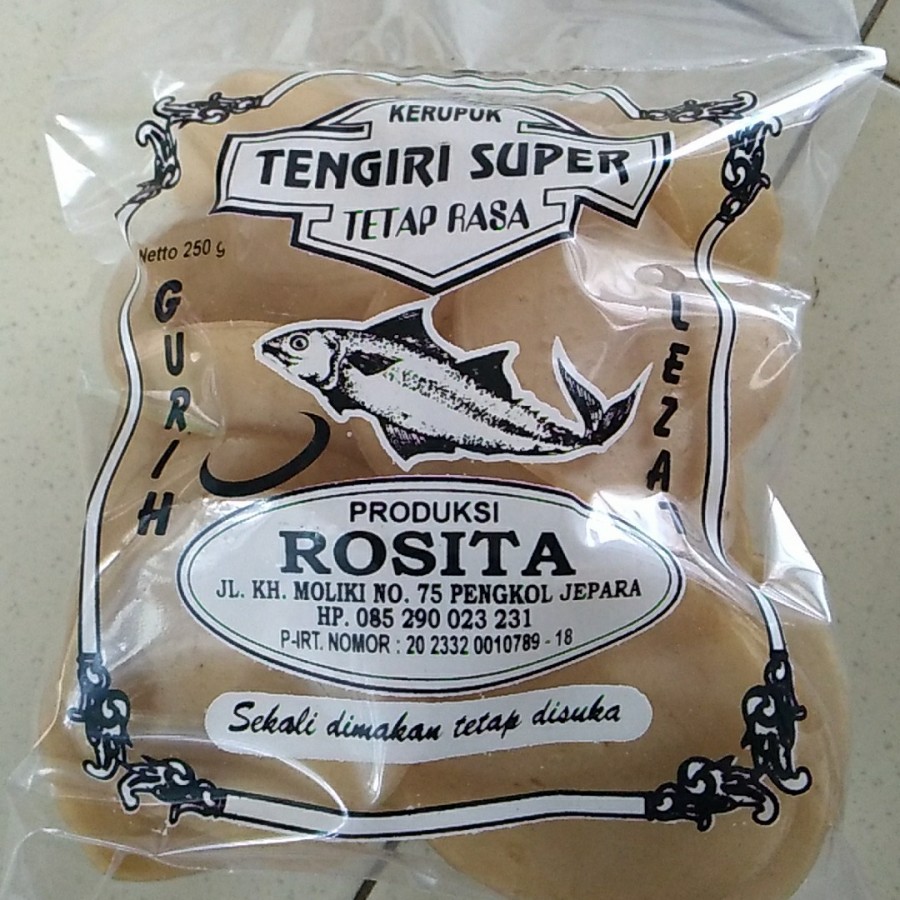 KERUPUK
TENGIRI SUPER
TETAP RASA
Netto 250 g
GURIH
LEZAT
PRODUKSI
ROSITA
JL. KH. MOLIKI NO. 75 PENGKOL JEPARA
HP. 085 290 023 231
P-IRT. NOMOR : 20 2332 0010789 - 18
Sekali dimakan tetap disuka